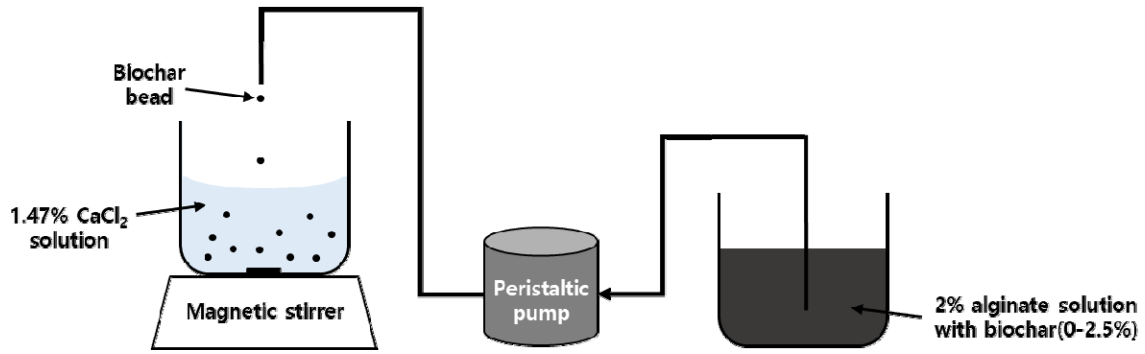 Biochar
bead
1.47% CaCl₂
solution
Magnetic stirrer
Peristaltic
pump
2% alginate solution
with biochar(0-2.5%)